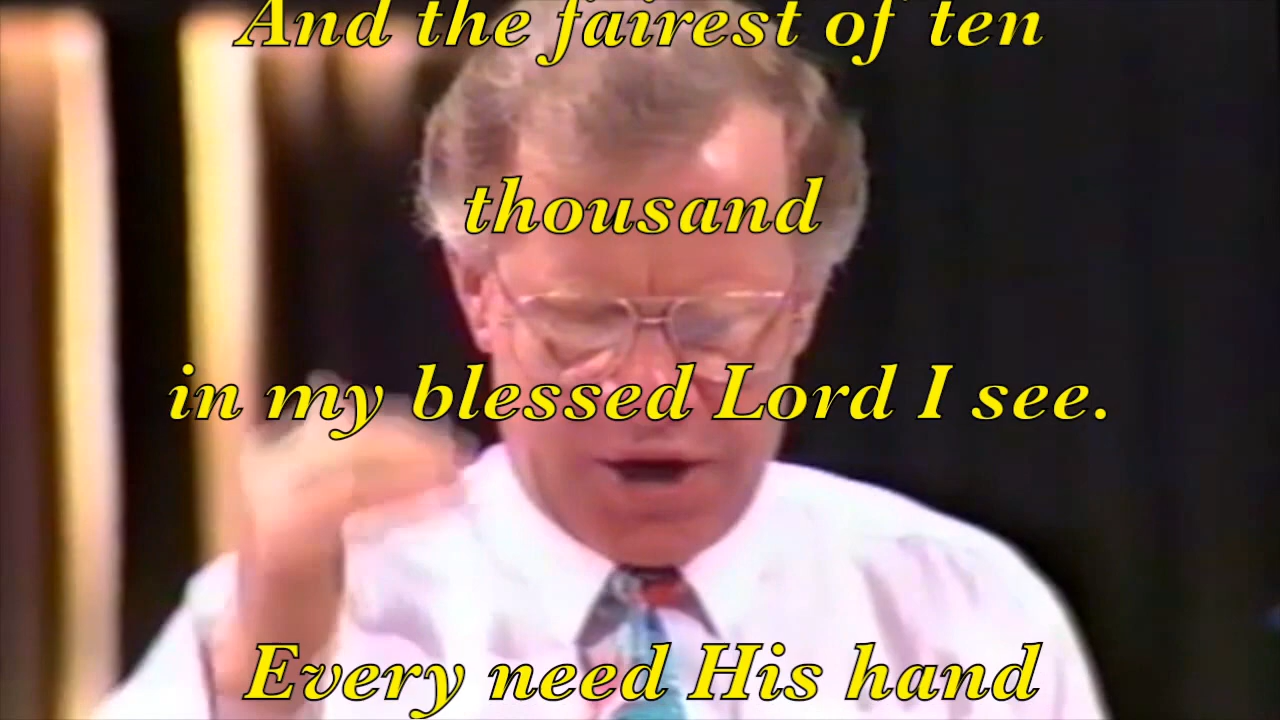 And the fairest of ten
thousand
in my blessed Lord I see.
Every need His hand